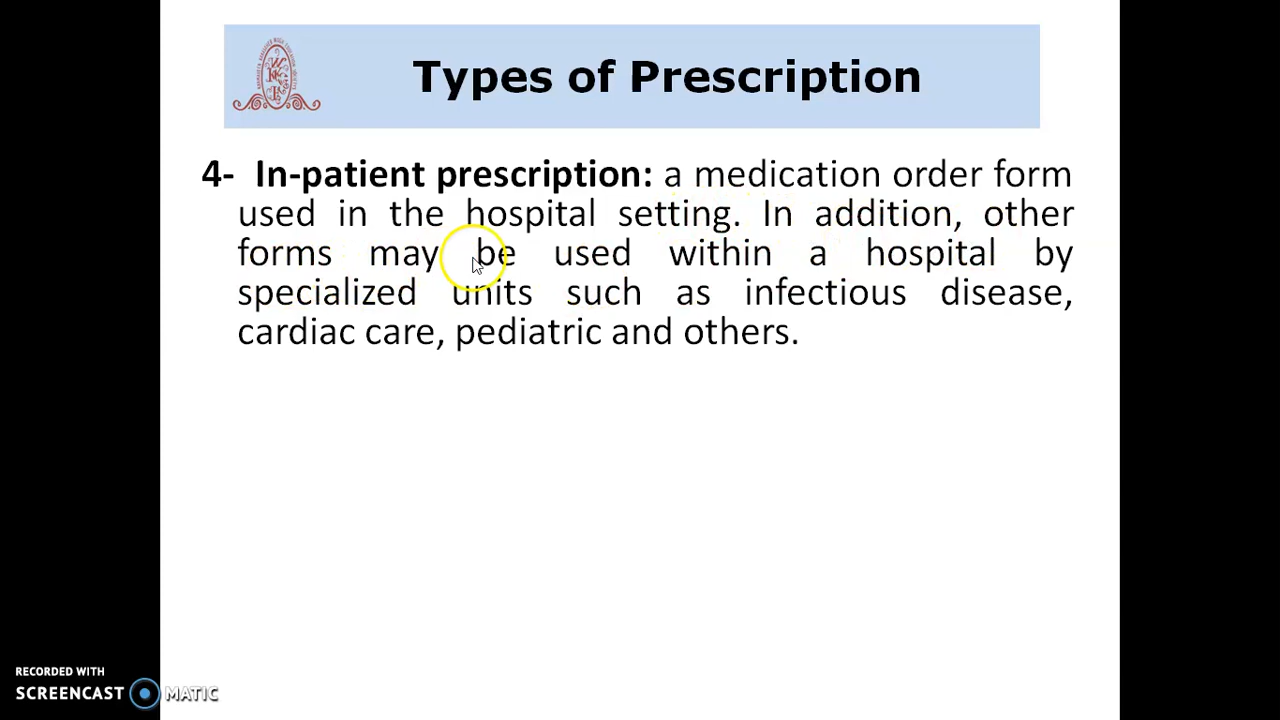 Types of Prescription
4- In-patient prescription: a medication order form
used in the hospital setting. In addition, other
forms may be used within a hospital by
specialized units such as infectious disease,
cardiac care, pediatric and others.
RECORDED WITH
SCREENCAST MATIC